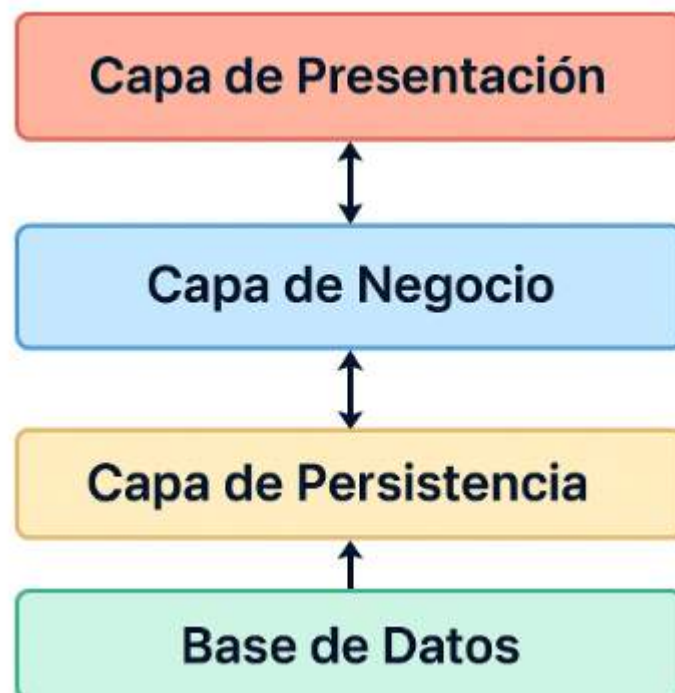 Capa de Presentación
Capa de Negocio
Capa de Persistencia
Base de Datos